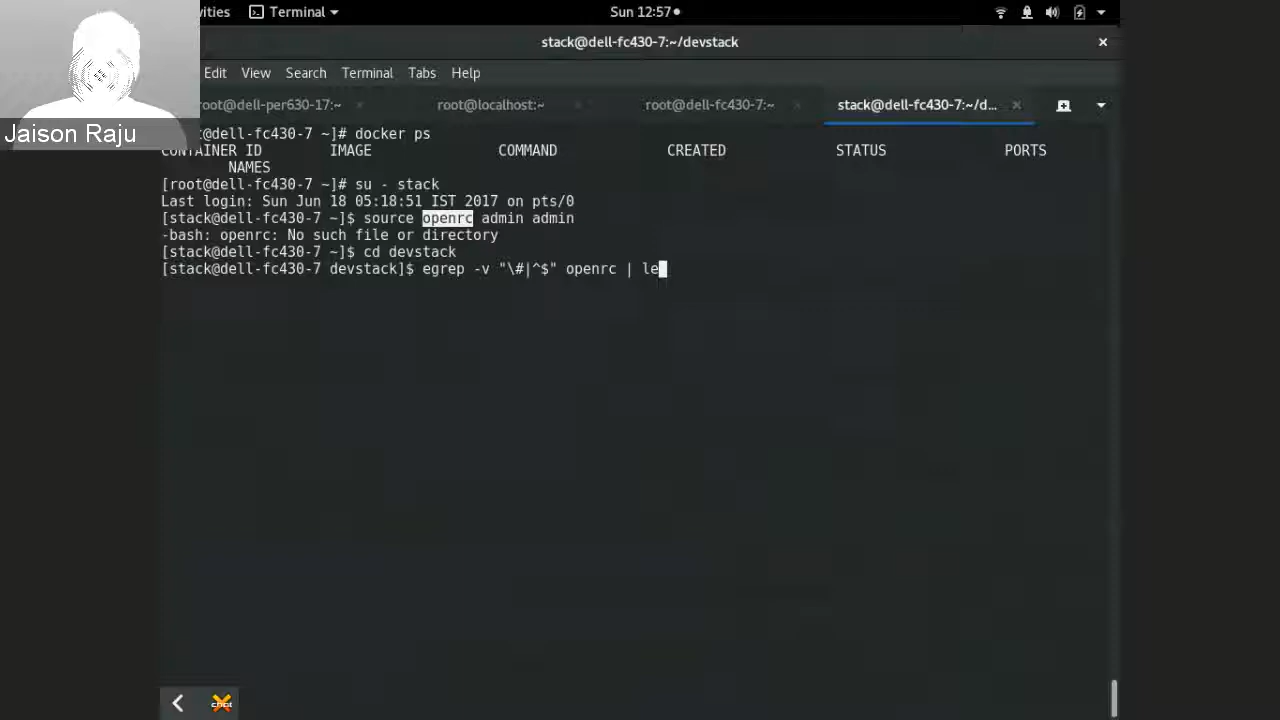 vities Terminal Sun 12:57
stack@dell-fc430-7:~/devstack
Edit View Search Terminal Tabs Help
Jaison Raju
root@dell-per630-17:~ root@localhost:~ root@dell-fc430-7:~ stack@dell-fc430-7:~/d...
t@dell-fc430-7 ~]# docker ps
CONTAINER ID IMAGE COMMAND CREATED STATUS PORTS
NAMES
[root@dell-fc430-7 ~]# su - stack
Last login: Sun Jun 18 05:18:51 IST 2017 on pts/0
[stack@dell-fc430-7 ~]$ source openrc admin admin
-bash: openrc: No such file or directory
[stack@dell-fc430-7 ~]$ cd devstack
[stack@dell-fc430-7 devstack]$ egrep -v "\#|^$" openrc | le
chat